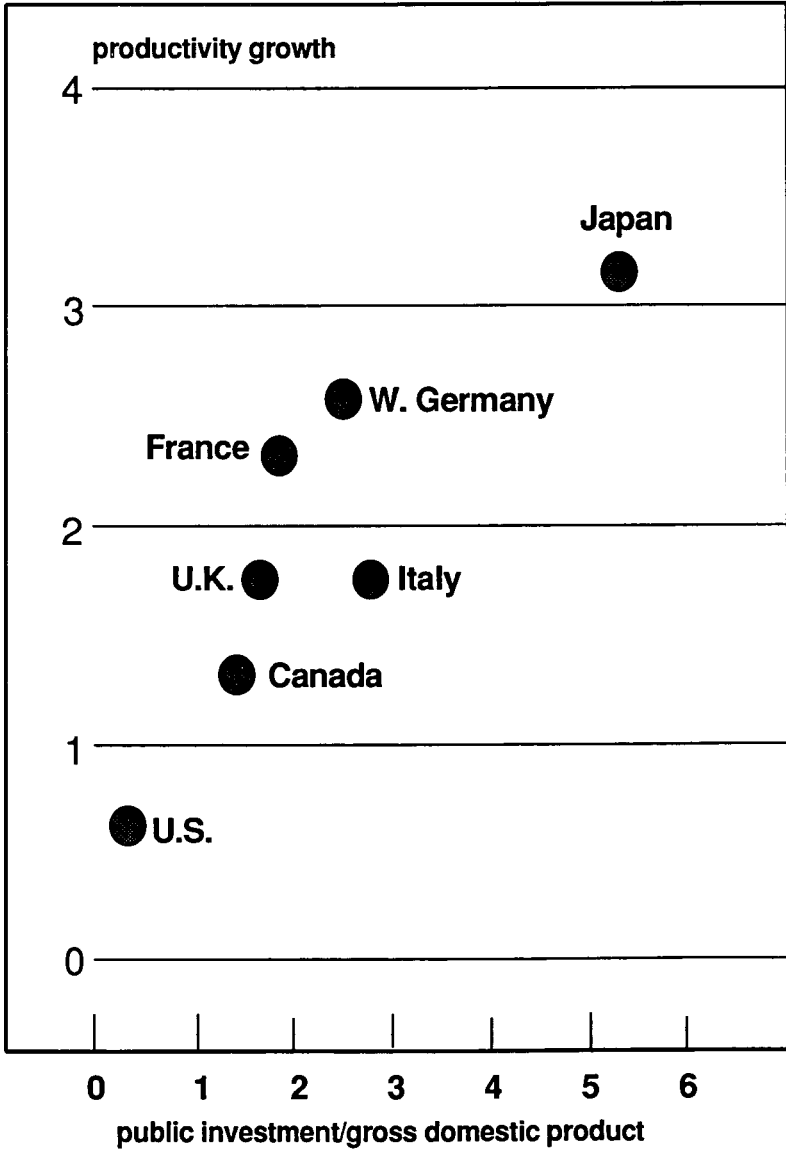 productivity growth
4
Japan
3
W. Germany
France
2
U.K.
Italy
Canada
1
U.S.
0
0 1 2 3 4 5 6
public investment/gross domestic product